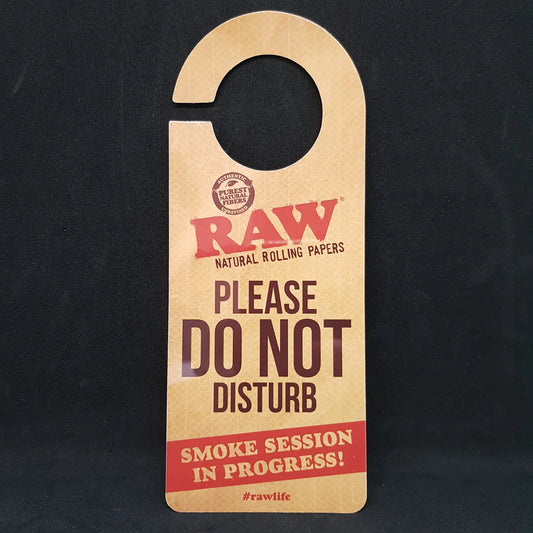 AUTHENTIC
PUREST
NATURAL
FIBERS
RAW
NATURAL ROLLING PAPERS
PLEASE
DO NOT
DISTURB
SMOKE SESSION
IN PROGRESS!
#rawlife